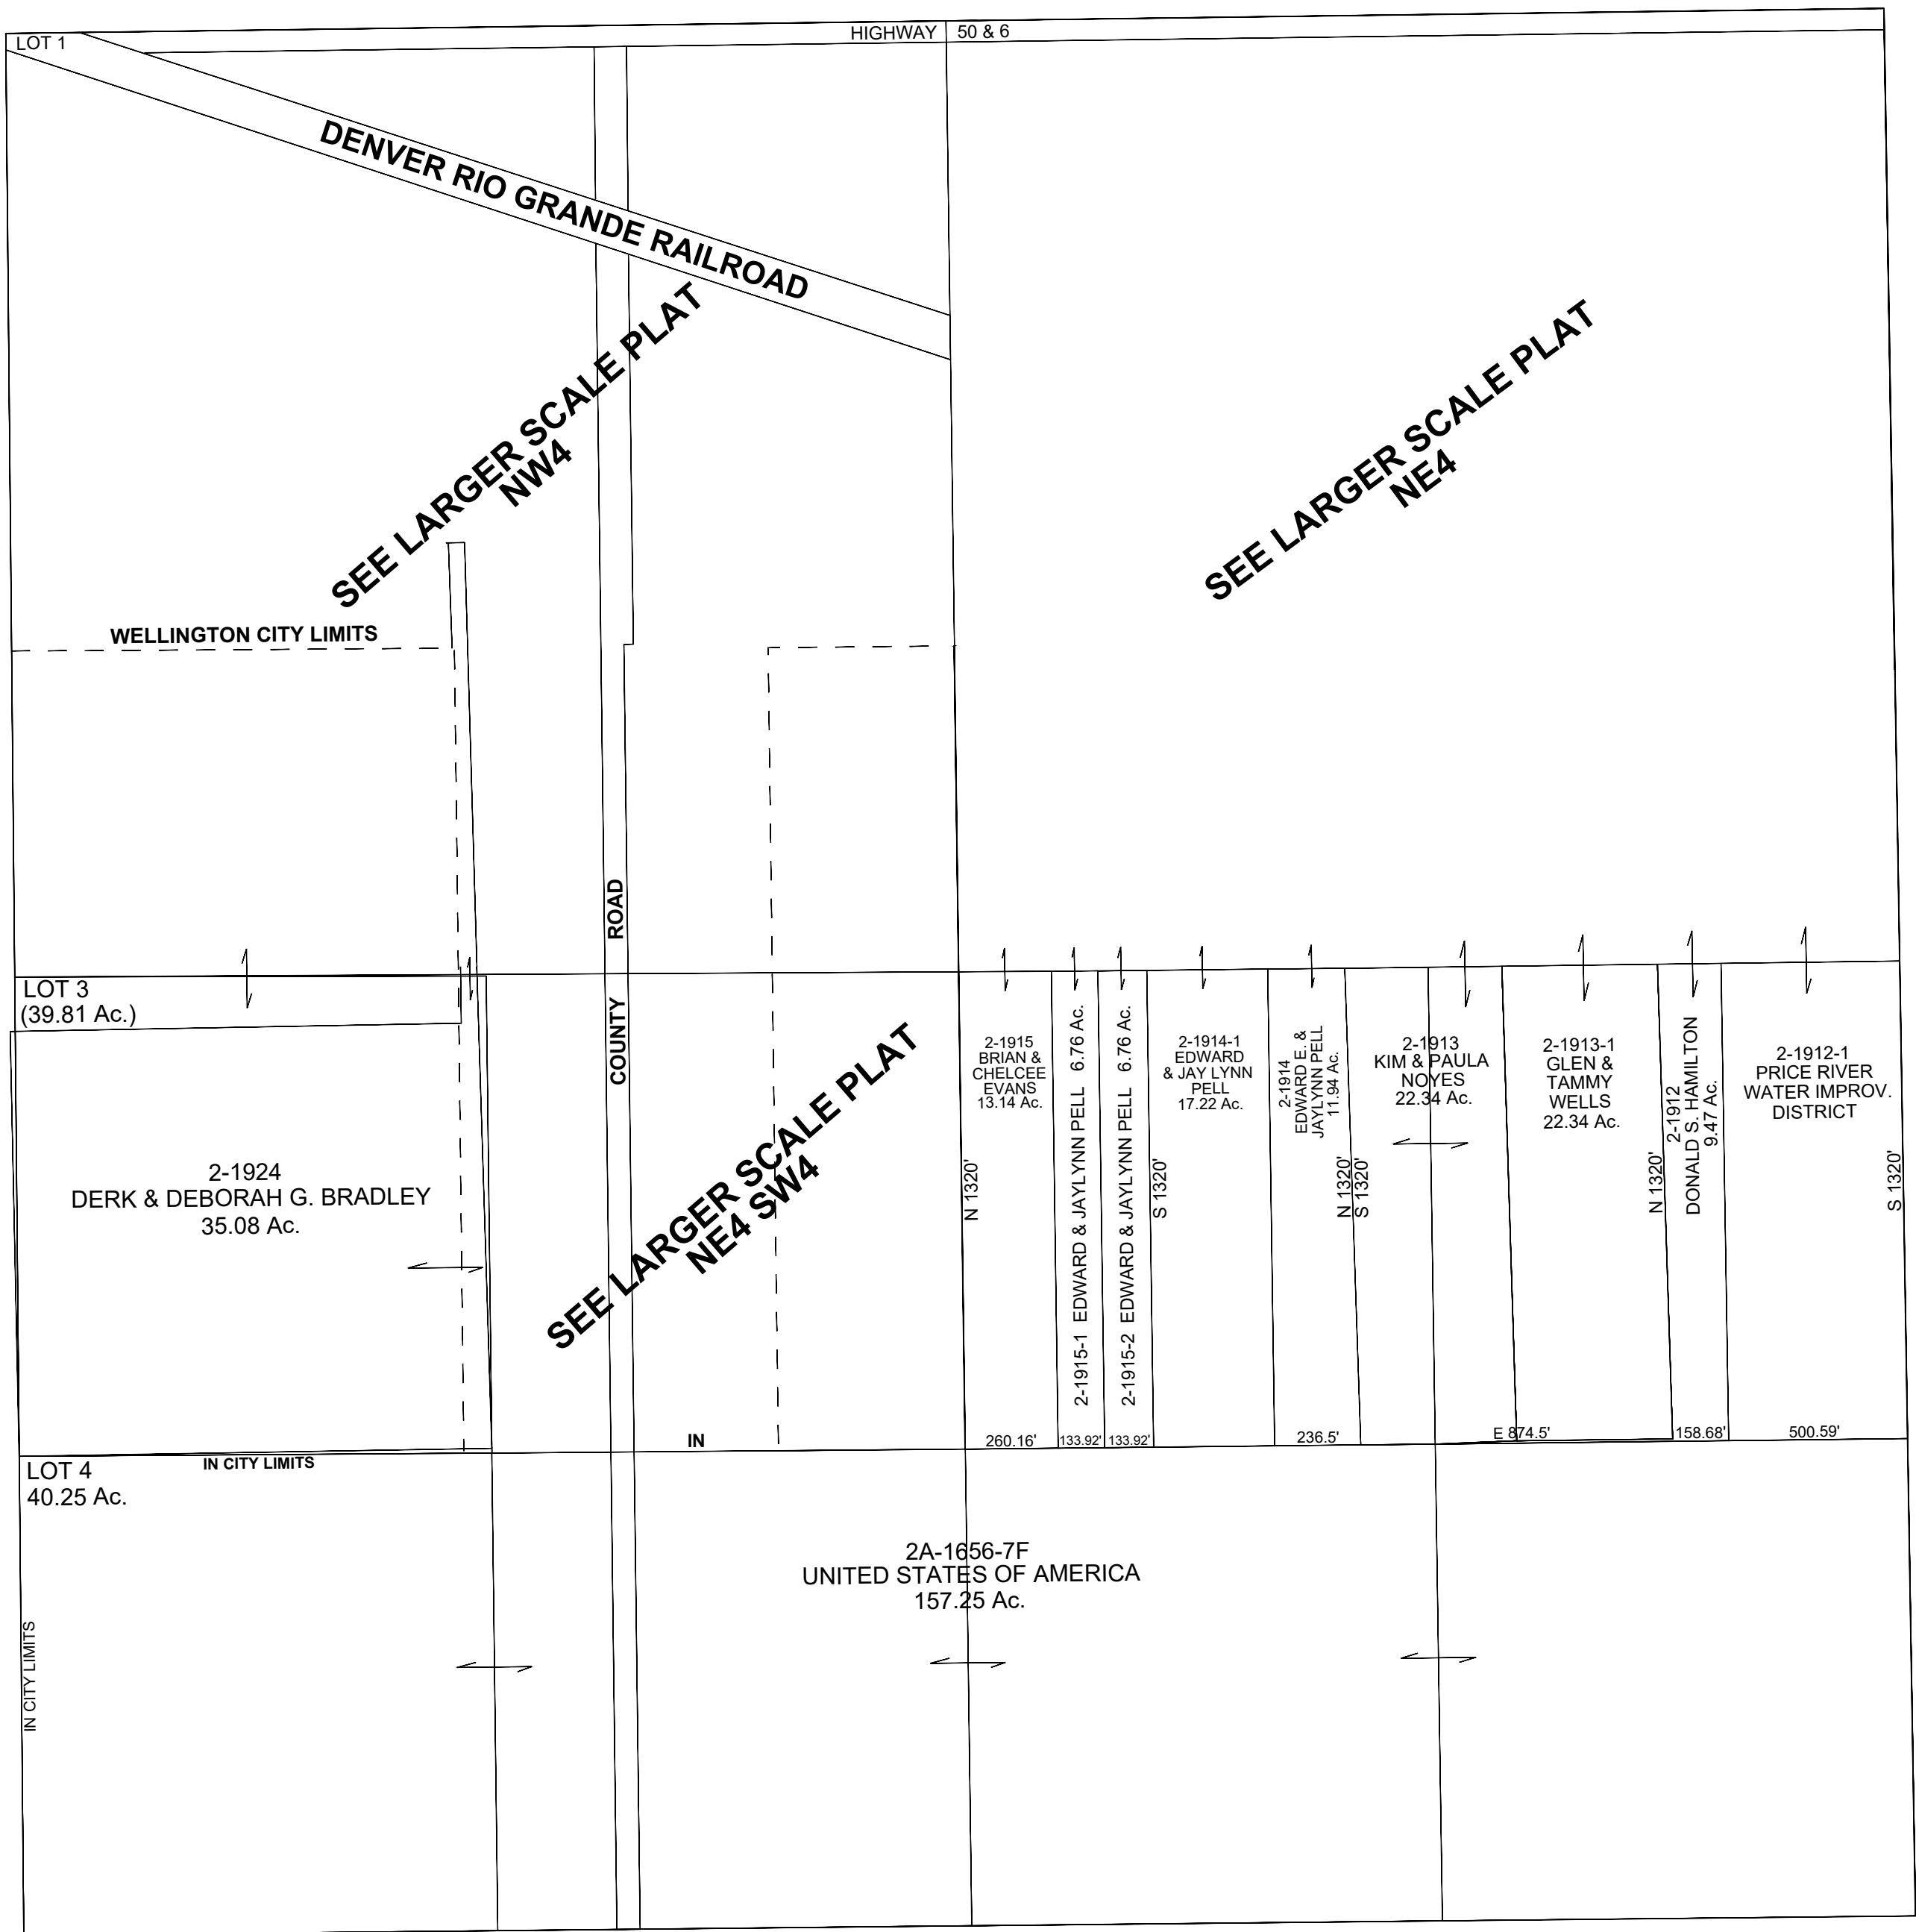 LOT 1
HIGHWAY 50 & 6
DENVER RIO GRANDE RAILROAD
SEE LARGER SCALE PLAT
NW4
SEE LARGER SCALE PLAT
NE4
WELLINGTON CITY LIMITS
COUNTY ROAD
LOT 3
(39.81 Ac.)
2-1924
DERK & DEBORAH G. BRADLEY
35.08 Ac.
SEE LARGER SCALE PLAT
NE4 SW4
N 1320'
2-1915
BRIAN &
CHELCEE
EVANS
13.14 Ac.
2-1915-1 EDWARD & JAYLYNN PELL 6.76 Ac.
2-1915-2 EDWARD & JAYLYNN PELL 6.76 Ac.
S 1320'
2-1914-1
EDWARD
& JAY LYNN
PELL
17.22 Ac.
2-1914
EDWARD E. &
JAYLYNN PELL
11.94 Ac.
N 1320'
S 1320'
2-1913
KIM & PAULA
NOYES
22.34 Ac.
2-1913-1
GLEN &
TAMMY
WELLS
22.34 Ac.
N 1320'
2-1912
DONALD S. HAMILTON
9.47 Ac.
2-1912-1
PRICE RIVER
WATER IMPROV.
DISTRICT
S 1320'
IN
260.16'
133.92'
133.92'
236.5'
E 874.5'
158.68'
500.59'
LOT 4
40.25 Ac.
IN CITY LIMITS
2A-1656-7F
UNITED STATES OF AMERICA
157.25 Ac.
IN CITY LIMITS